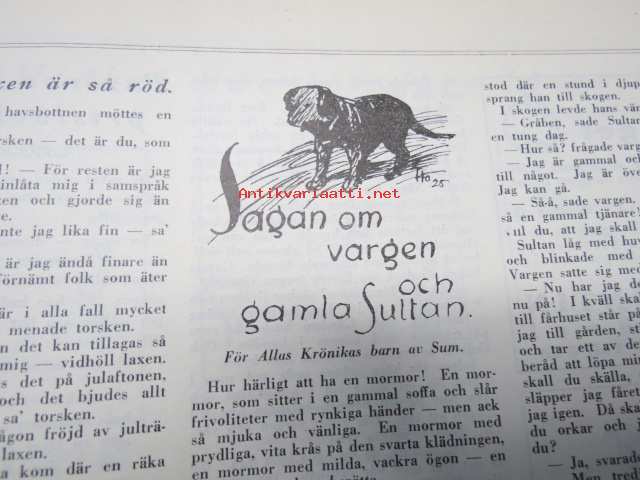 ken är så röd.
havsbottnen möttes en
orsken — det är du, som
! — För resten är jag
inlåta mig i samspråk
ken och gjorde sig än
e.
nte jag lika fin — sa'
är jag ändå finare än
förnämt folk som äter
är i alla fall mycket
menade torsken.
n det kan tillagas så
mig — vidhöll laxen.
s det på julaftonen,
och det bjudes allt
sa' torsken.
ågon fröjd av julträ-
laxen.
a kom där en räka
Ho 25
Antikvariaatti.net
Sagan om
vargen
och
gamla Sultan.
För Allas Krönikas barn av Sum.
Hur härligt att ha en mormor! En mor-
mor, som sitter i en gammal soffa och slår
frivoliteter med rynkiga händer — men ack
så mjuka och vänliga. En mormor med
prydliga, vita krås på den svarta klädningen,
en mormor med milda, vackra ögon — en
stod där en stund i djup
sprang han till skogen.
I skogen levde hans vän
— Gråben, sade Sultan
en tung dag.
— Hur så? frågade varg
— Jag är gammal och
till något. Jag är öve
Jag kan gå.
— Så-å, sade vargen.
så en gammal tjänare
ut, att jag skall
Sultan låg med huv
och blinkade med
Vargen satte sig med
— Nu har jag de
nu på! I kväll skal
till fårhuset står på
jag till gården, sm
och tar ett av de
beråd att löpa mi
skall du skälla,
släpper jag fåret
jag igen. Då ska
du orkar och j
du?
— Ja, svarade
Men tred